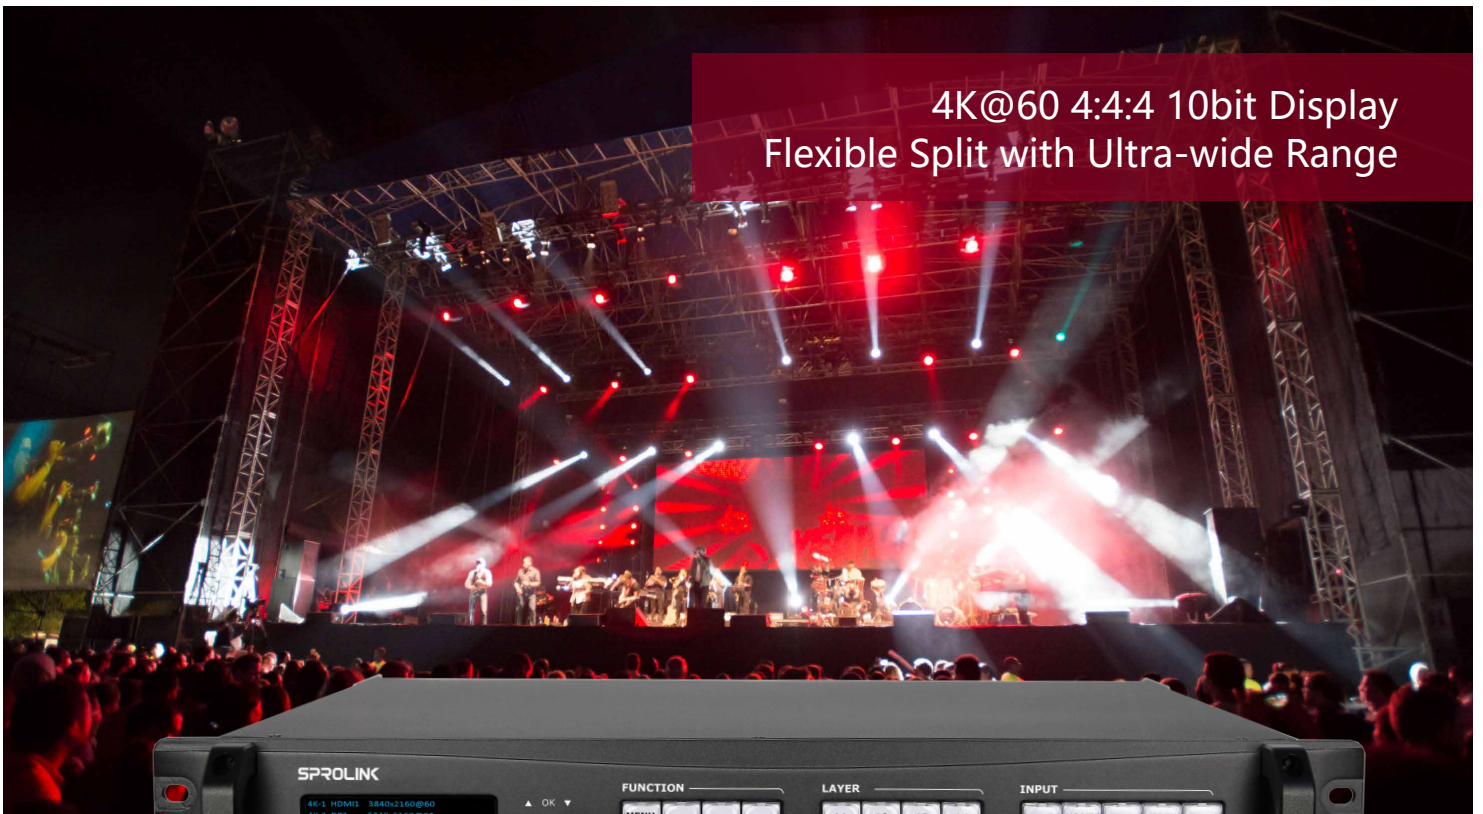 4K@60 4:4:4 10bit Display
Flexible Split with Ultra-wide Range
SPROLINK
4K-1 HDMI1 3840x2160@60
▲ OK ▼
FUNCTION
LAYER
INPUT
MENU